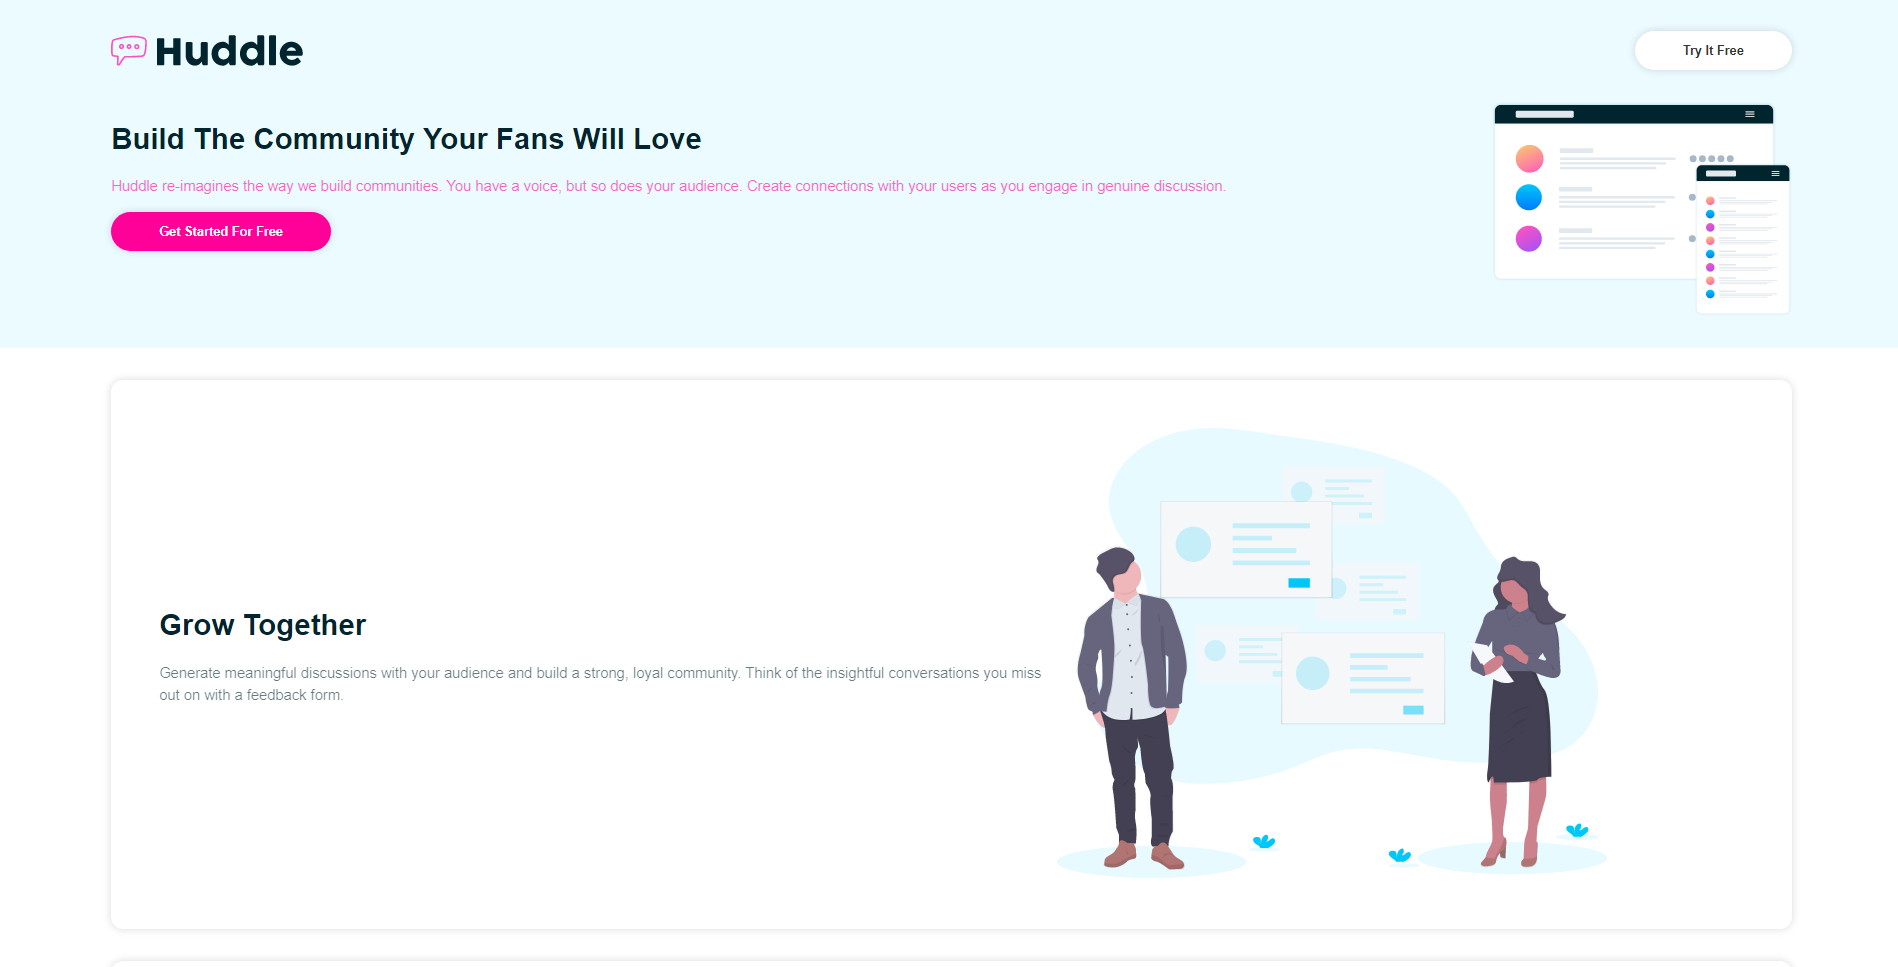 Huddle
Try It Free
Build The Community Your Fans Will Love
Huddle re-imagines the way we build communities. You have a voice, but so does your audience. Create connections with your users as you engage in genuine discussion.
Get Started For Free
Grow Together
Generate meaningful discussions with your audience and build a strong, loyal community. Think of the insightful conversations you miss
out on with a feedback form.